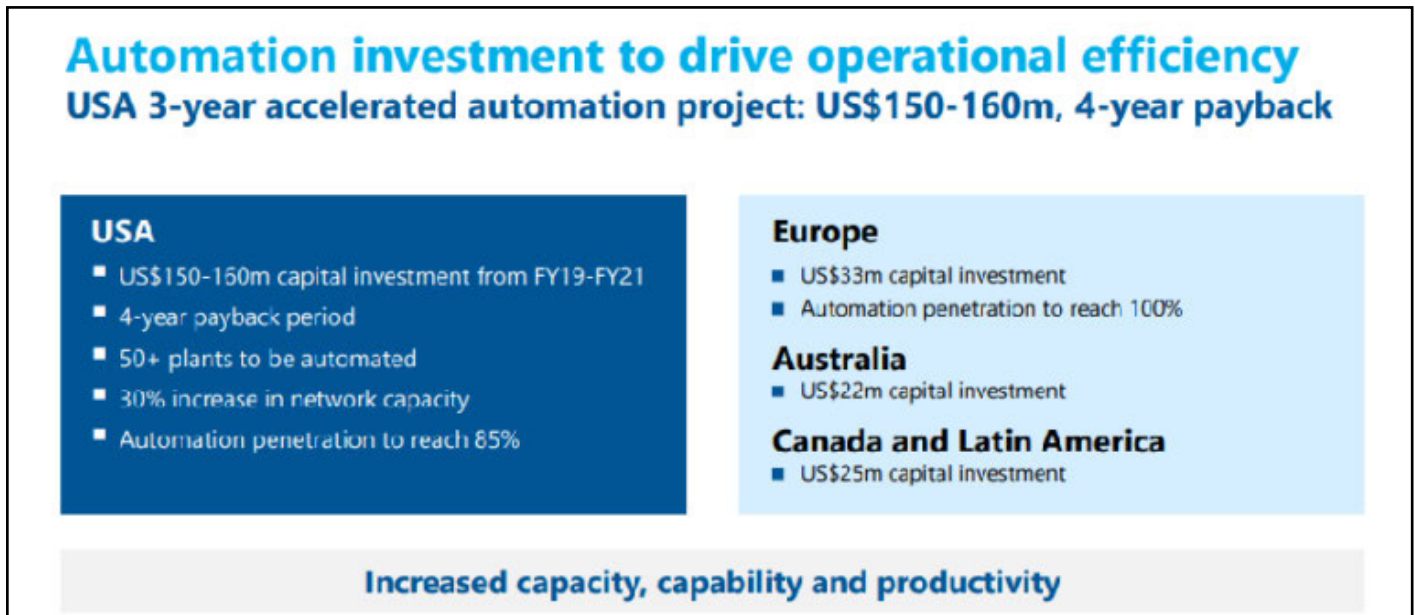 Automation investment to drive operational efficiency
USA 3-year accelerated automation project: US$150-160m, 4-year payback
USA
US$150-160m capital investment from FY19-FY21
4-year payback period
50+ plants to be automated
30% increase in network capacity
Automation penetration to reach 85%
Europe
US$33m capital investment
Automation penetration to reach 100%
Australia
US$22m capital investment
Canada and Latin America
US$25m capital investment
Increased capacity, capability and productivity